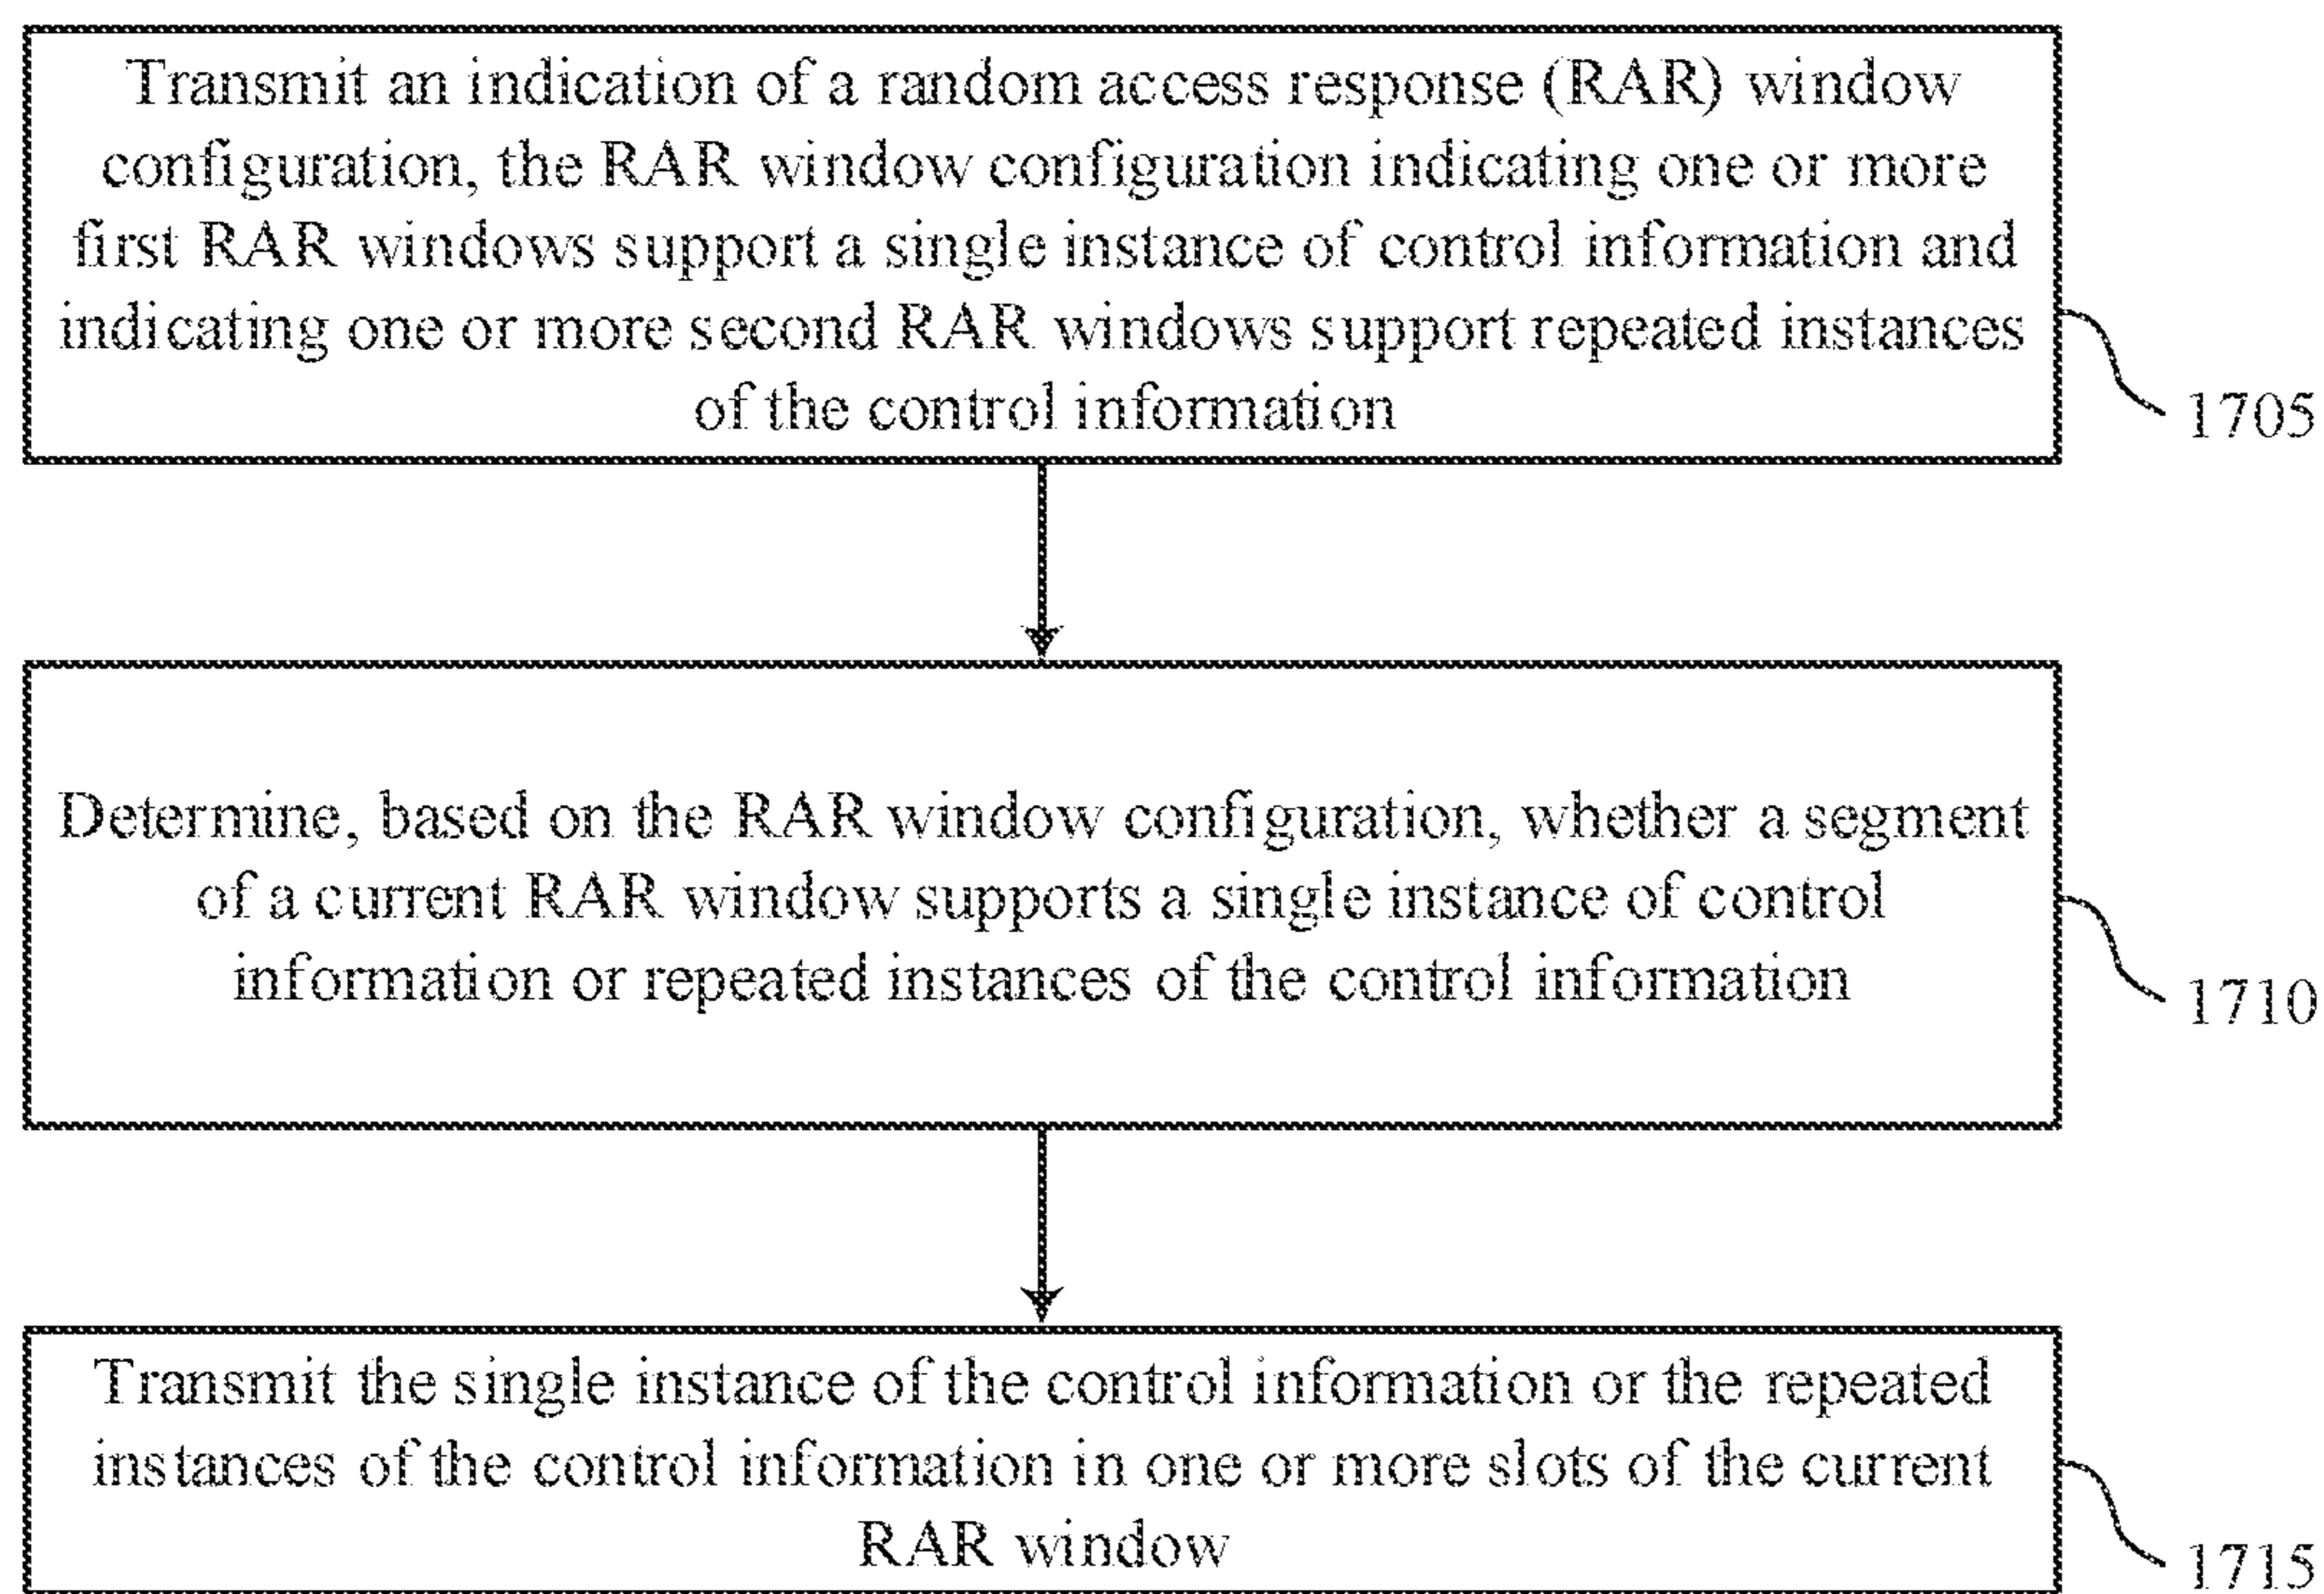 Transmit an indication of a random access response (RAR) window
configuration, the RAR window configuration indicating one or more
first RAR windows support a single instance of control information and
indicating one or more second RAR windows support repeated instances
of the control information
1705
Determine, based on the RAR window configuration, whether a segment
of a current RAR window supports a single instance of control
information or repeated instances of the control information
1710
Transmit the single instance of the control information or the repeated
instances of the control information in one or more slots of the current
RAR window
1715